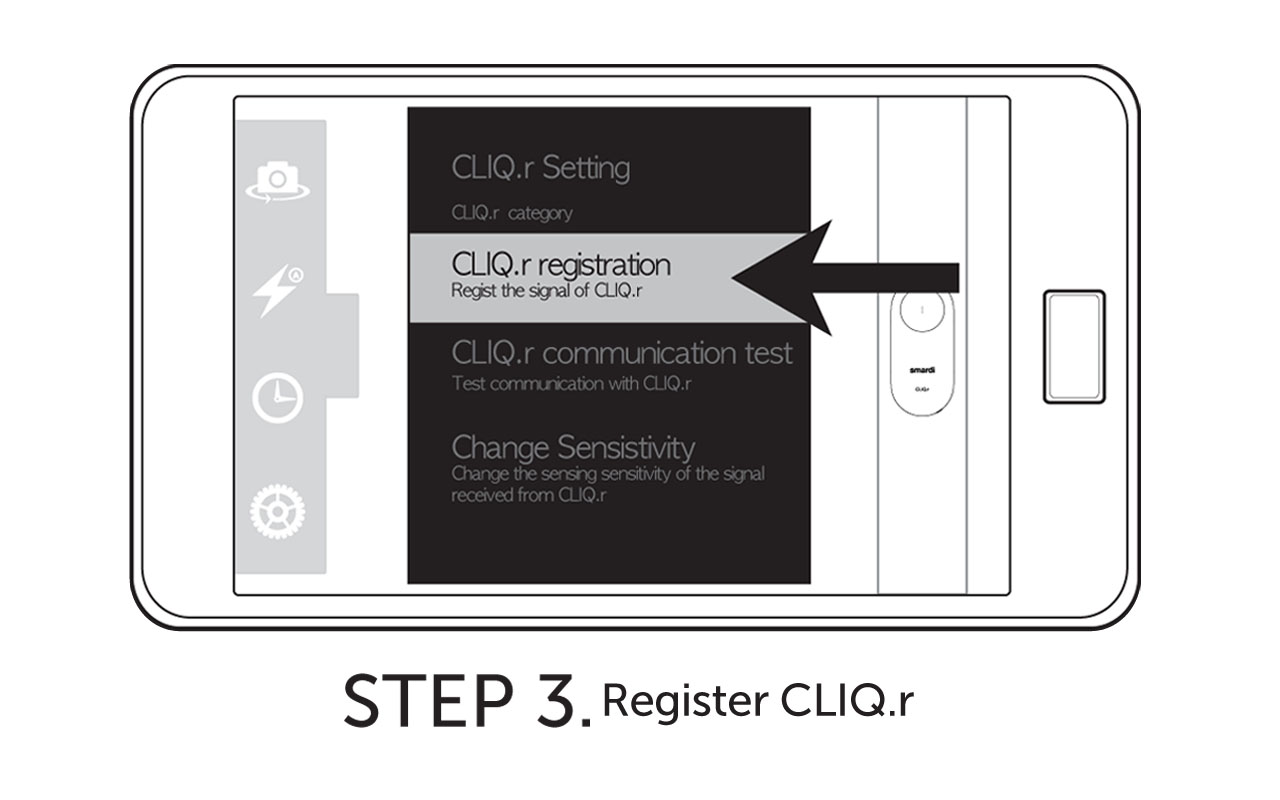 CLIQ.r Setting
CLIQ.r category
CLIQ.r registration
Regist the signal of CLIQ.r
CLIQ.r communication test
Test communication with CLIQ.r
Change Sensistivity
Change the sensing sensitivity of the signal
received from CLIQ.r
A
smardi
CLIQ.r
STEP 3. Register CLIQ.r